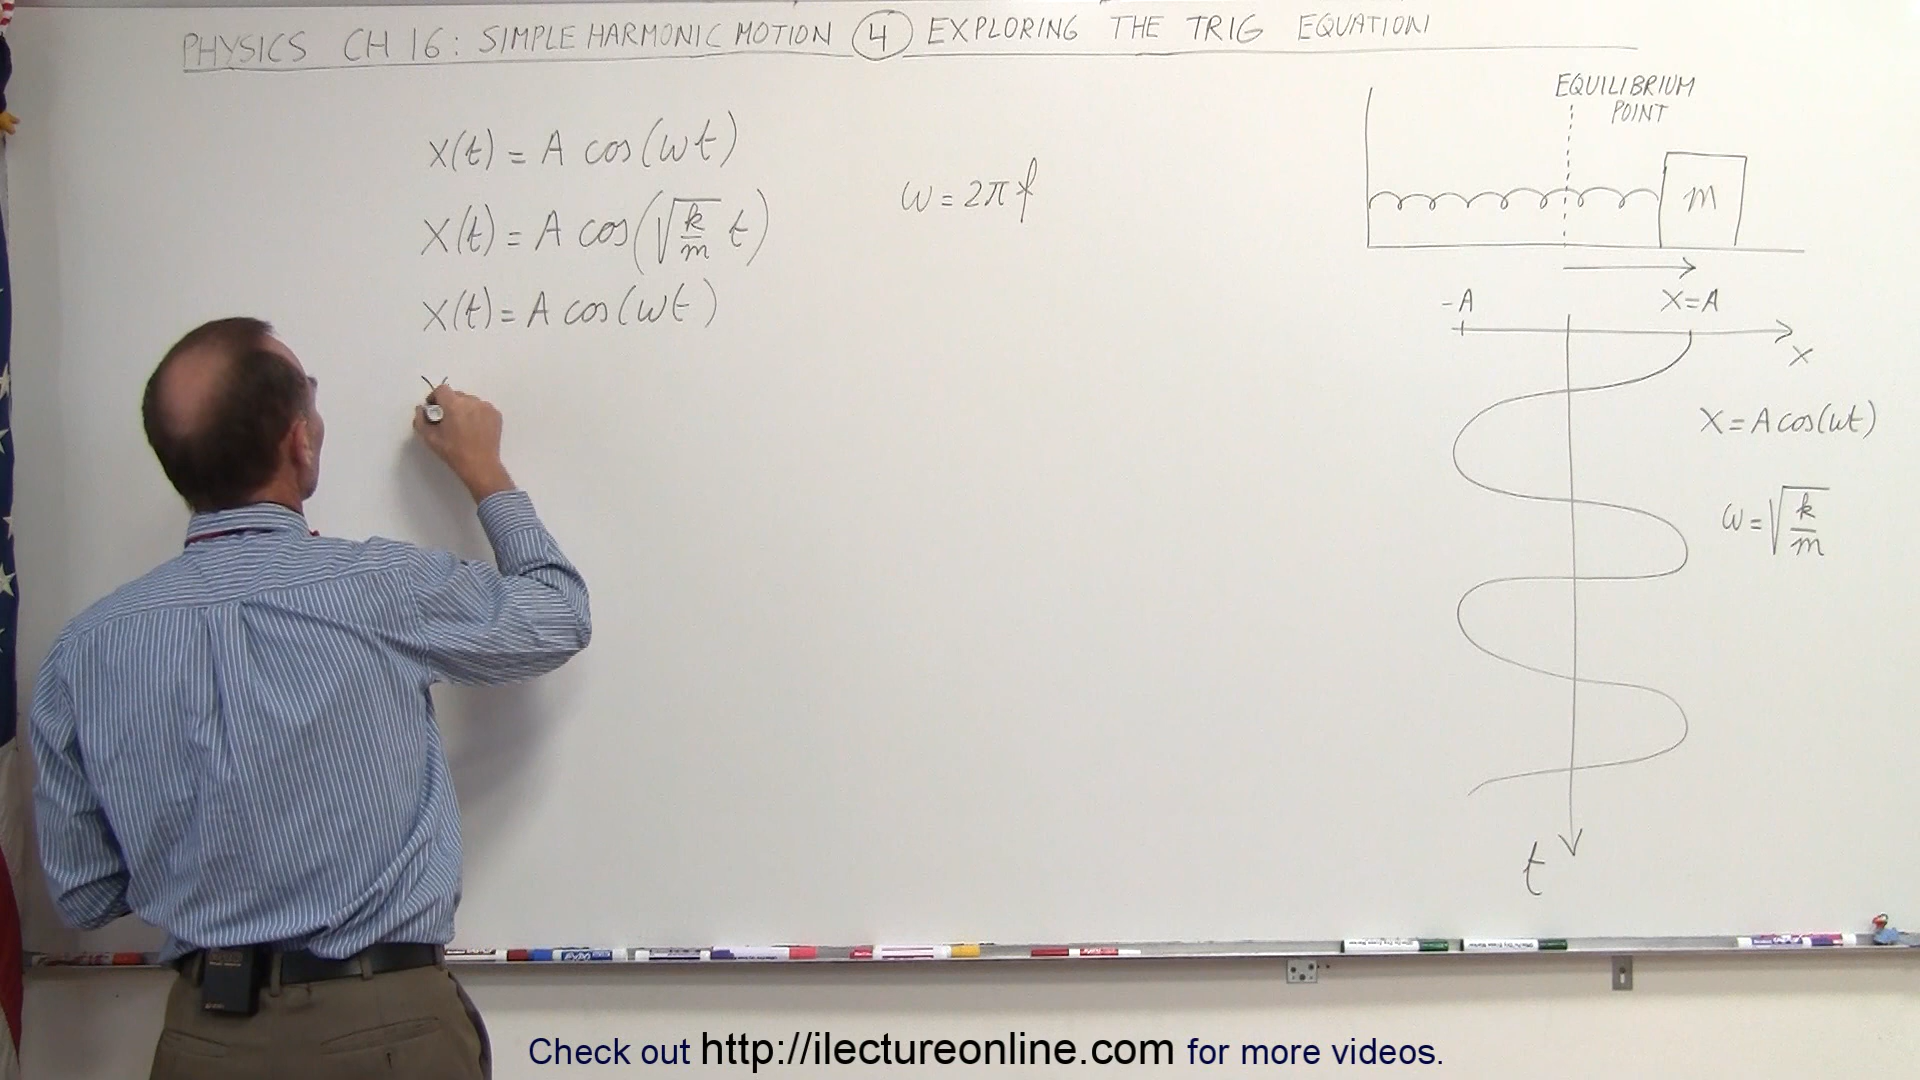 PHYSICS CH 16: SIMPLE HARMONIC MOTION 4 EXPLORING THE TRIG EQUATION
X(t) = A cos(ωt)
X(t) = A cos(√(k/m) t)
X(t) = A cos(ωt)
X
ω = 2π f
EQUILIBRIUM
POINT
m
-A
X=A
X
X = A cos(ωt)
ω = √(k/m)
t
Check out http://ilectureonline.com for more videos.